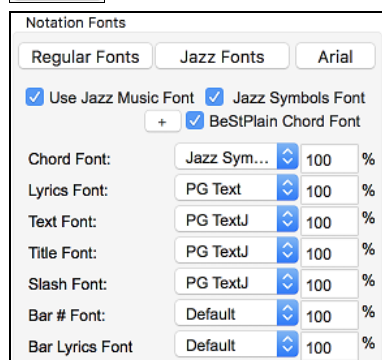 Notation Fonts
Regular Fonts Jazz Fonts Arial
Use Jazz Music Font Jazz Symbols Font
+ BeStPlain Chord Font
Chord Font: Jazz Sym... 100 %
Lyrics Font: PG Text 100 %
Text Font: PG TextJ 100 %
Title Font: PG TextJ 100 %
Slash Font: PG TextJ 100 %
Bar # Font: Default 100 %
Bar Lyrics Font Default 100 %